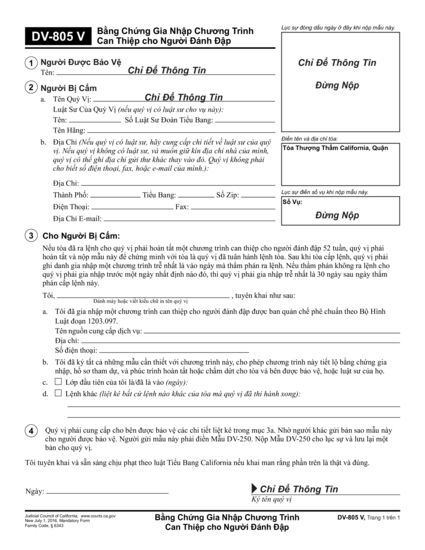 DV-805 V
Bằng Chứng Gia Nhập Chương Trình
Can Thiệp cho Người Đánh Đập
Lục sự đóng dấu ngày ở đây khi nộp mẫu này.
Chỉ Để Thông Tin
Đừng Nộp
1 Người Được Bảo Vệ
Tên: Chỉ Để Thông Tin
2 Người Bị Cấm
a. Tên Quý Vị: Chỉ Để Thông Tin
Luật Sư Của Quý Vị (nếu quý vị có luật sư cho vụ này):
Tên: Số Luật Sư Đoàn Tiểu Bang:
Tên Hãng:
b. Địa Chỉ (Nếu quý vị có luật sư, hãy cung cấp chi tiết về luật sư của quý
vị. Nếu quý vị không có luật sư, và muốn giữ kín địa chỉ nhà của mình,
quý vị có thể ghi địa chỉ gửi thư khác thay vào đó. Quý vị không phải
cho biết số điện thoại, fax, hoặc e-mail của mình.):
Địa Chỉ:
Thành Phố: Tiểu Bang: Số Zip:
Điện Thoại: Fax:
Địa Chỉ E-mail:
Điền tên và địa chỉ tòa:
Tòa Thượng Thẩm California, Quận
Lục sự điền số vụ khi nộp mẫu này.
Số Vụ:
Đừng Nộp
3 Cho Người Bị Cấm:
Nếu tòa đã ra lệnh cho quý vị phải hoàn tất một chương trình can thiệp cho người đánh đập 52 tuần, quý vị phải
hoàn tất và nộp mẫu này để chứng minh với tòa là quý vị đã tuân hành lệnh tòa. Sau khi tòa cấp lệnh, quý vị phải
ghi danh gia nhập một chương trình trễ nhất là vào ngày mà thẩm phán ra lệnh. Nếu thẩm phán không ra lệnh cho
quý vị phải gia nhập trước một ngày nhất định nào đó, thì quý vị phải gia nhập trễ nhất là 30 ngày sau ngày thẩm
phán cấp lệnh này.
Tôi, , tuyên khai như sau:
Đánh máy hoặc viết kiểu chữ in tên quý vị
a. Tôi đã gia nhập một chương trình can thiệp cho người đánh đập được ban quản chế phê chuẩn theo Bộ Hình
Luật đoạn 1203.097.
Tên nguồn cung cấp dịch vụ:
Địa chỉ:
Số điện thoại:
b. Tôi đã ký tất cả những mẫu cần thiết với chương trình này, cho phép chương trình này tiết lộ bằng chứng gia
nhập, hồ sơ tham dự, và phúc trình hoàn tất hoặc chấm dứt cho tòa và bên được bảo vệ, hoặc luật sư của họ.
c. Lớp đầu tiên của tôi là/đã là vào (ngày):
d. Lệnh khác (liệt kê bất cứ lệnh nào khác của tòa mà quý vị đã thi hành xong):
4 Quý vị phải cung cấp cho bên được bảo vệ các chi tiết liệt kê trong mục 3a. Nhờ người khác gửi bản sao mẫu này
cho người được bảo vệ. Người gửi mẫu này phải điền Mẫu DV-250. Nộp Mẫu DV-250 cho lục sự và lưu lại một
bản cho quý vị.
Tôi tuyên khai và sẵn sàng chịu phạt theo luật Tiểu Bang California nếu khai man rằng phần trên là thật và đúng.
Ngày:
Chỉ Để Thông Tin
Ký tên quý vị
Judicial Council of California, www.courts.ca.gov
New July 1, 2016, Mandatory Form
Family Code, § 6343
Bằng Chứng Gia Nhập Chương Trình
Can Thiệp cho Người Đánh Đập
DV-805 V, Trang 1 trên 1